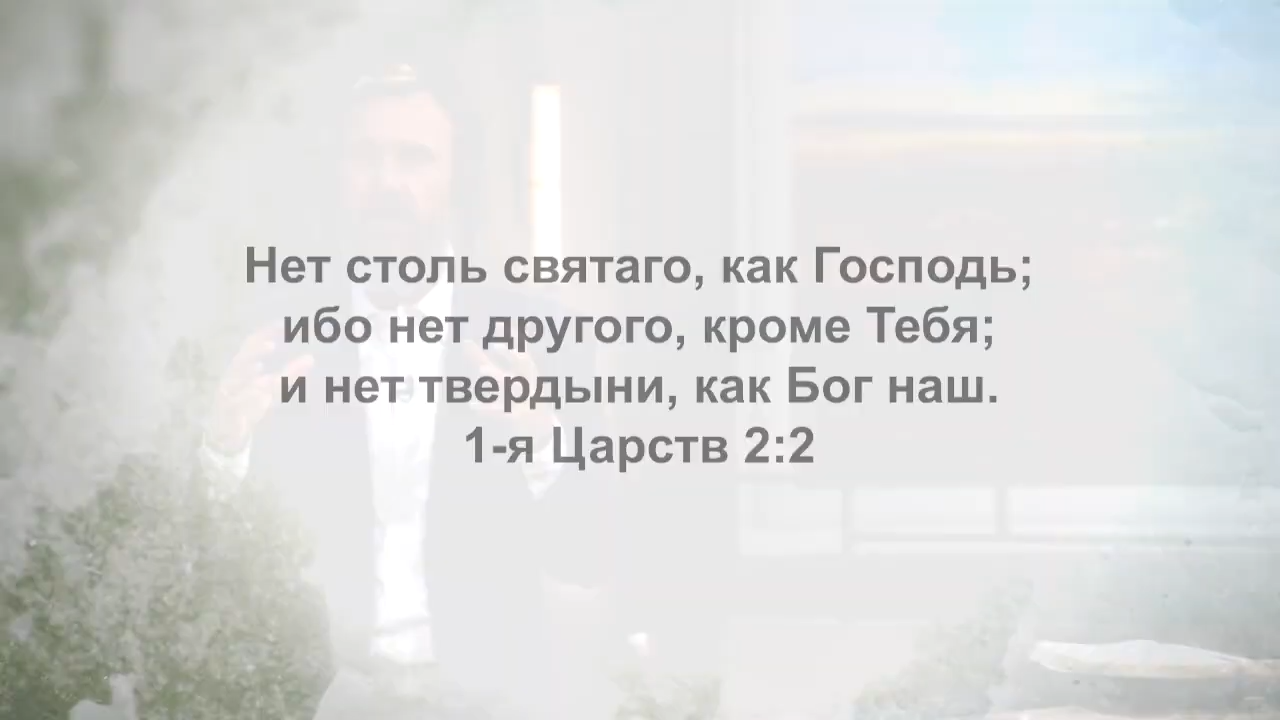 Нет столь святаго, как Господь;
ибо нет другого, кроме Тебя;
и нет твердыни, как Бог наш.
1-я Царств 2:2